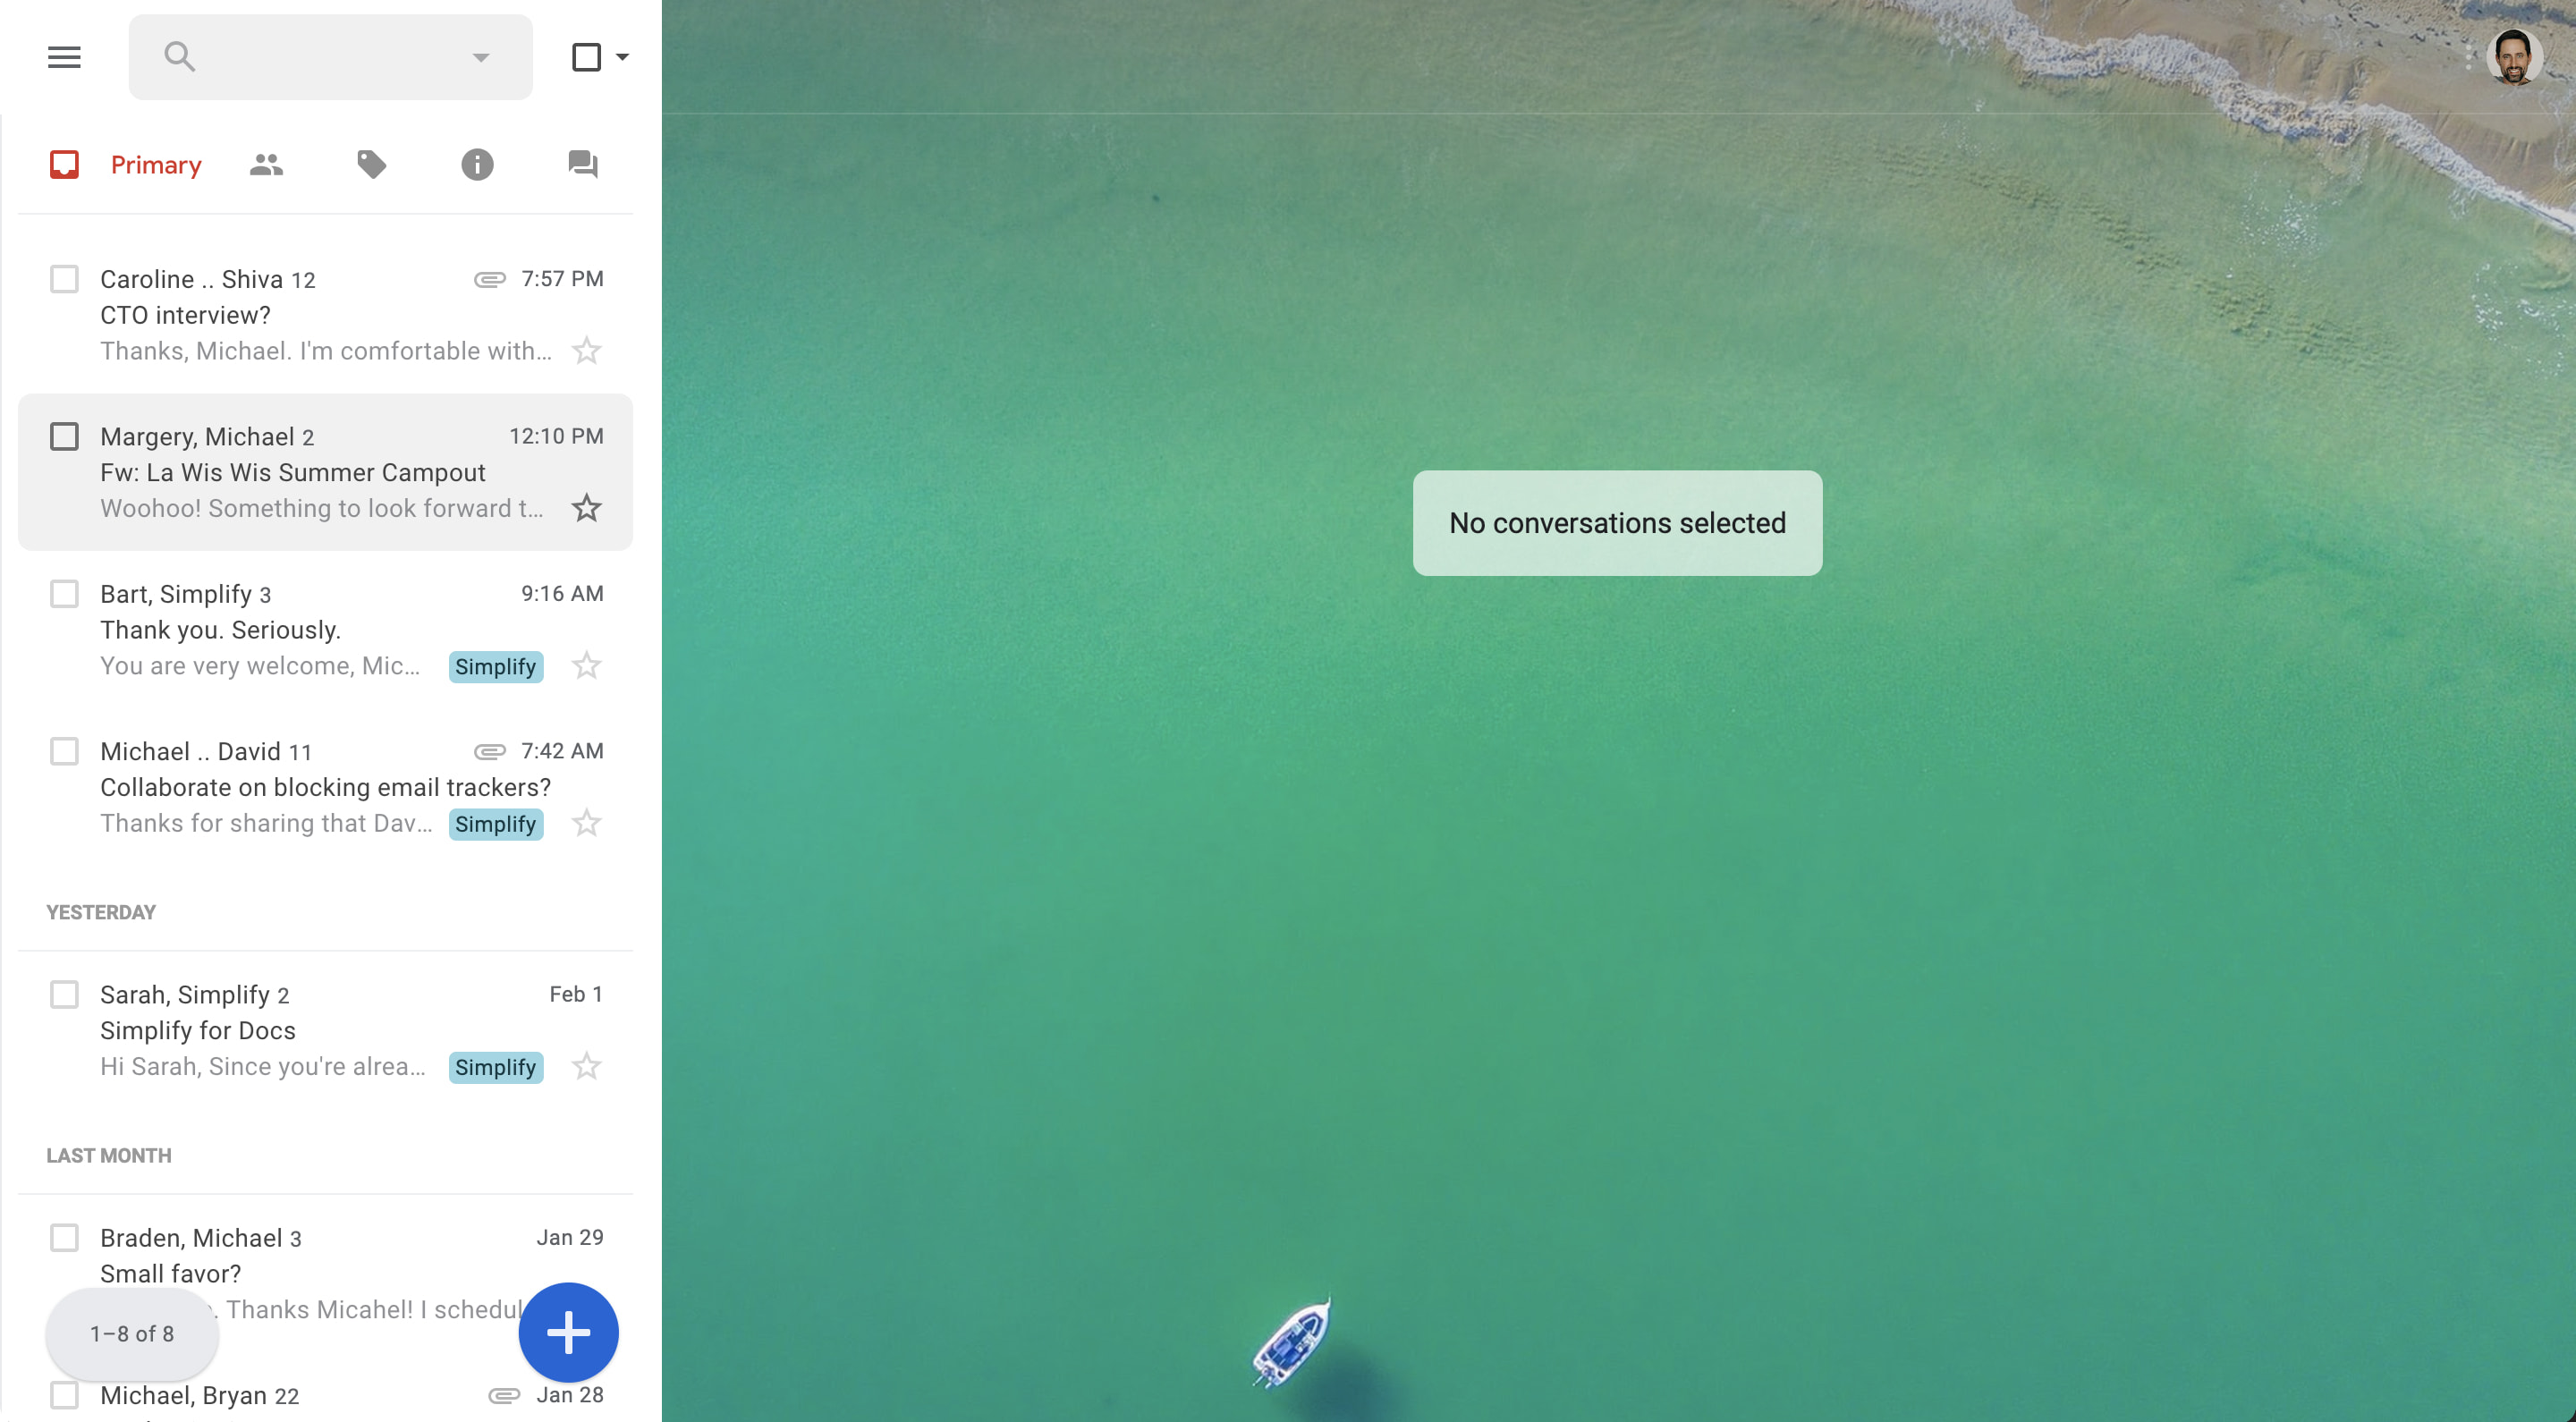 Primary
Caroline .. Shiva 12 7:57 PM
CTO interview?
Thanks, Michael. I'm comfortable with...
Margery, Michael 2 12:10 PM
Fw: La Wis Wis Summer Campout
Woohoo! Something to look forward t...
No conversations selected
Bart, Simplify 3 9:16 AM
Thank you. Seriously.
You are very welcome, Mic... Simplify
Michael .. David 11 7:42 AM
Collaborate on blocking email trackers?
Thanks for sharing that Dav... Simplify
YESTERDAY
Sarah, Simplify 2 Feb 1
Simplify for Docs
Hi Sarah, Since you're alrea... Simplify
LAST MONTH
Braden, Michael 3 Jan 29
Small favor?
. Thanks Micahel! I schedul
1–8 of 8
Michael, Bryan 22 Jan 28